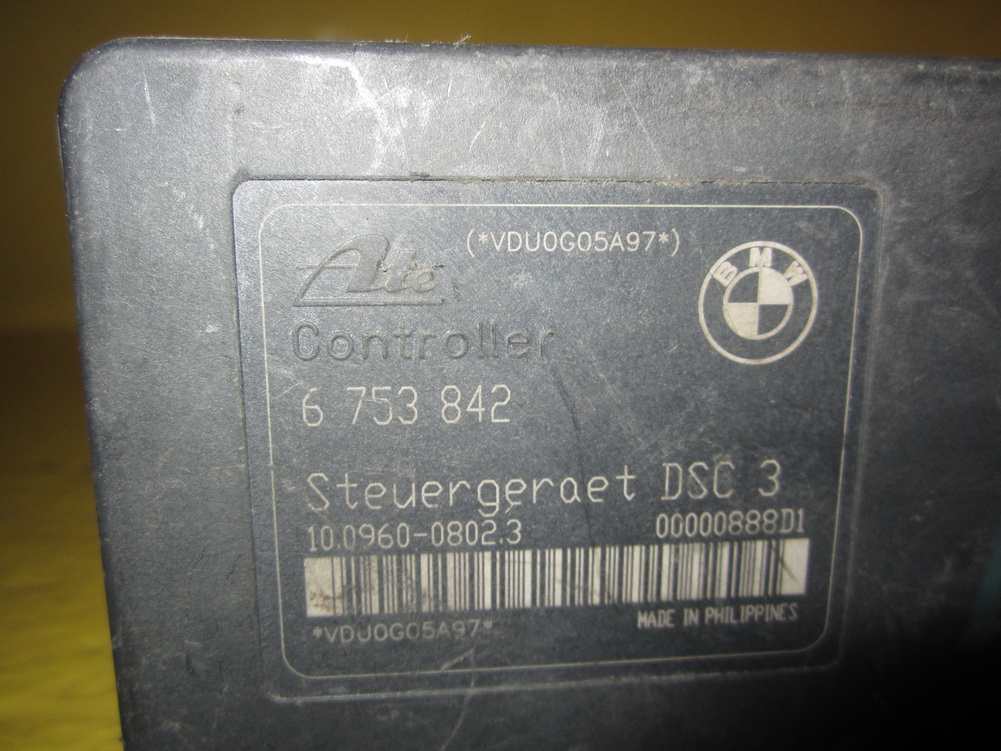 (*VDU0G05A97*)
Ate
BMW
Controller
6 753 842
Steuergeraet DSC 3
10.0960-0802.3 00000888D1
*VDU0G05A97*
MADE IN PHILIPPINES